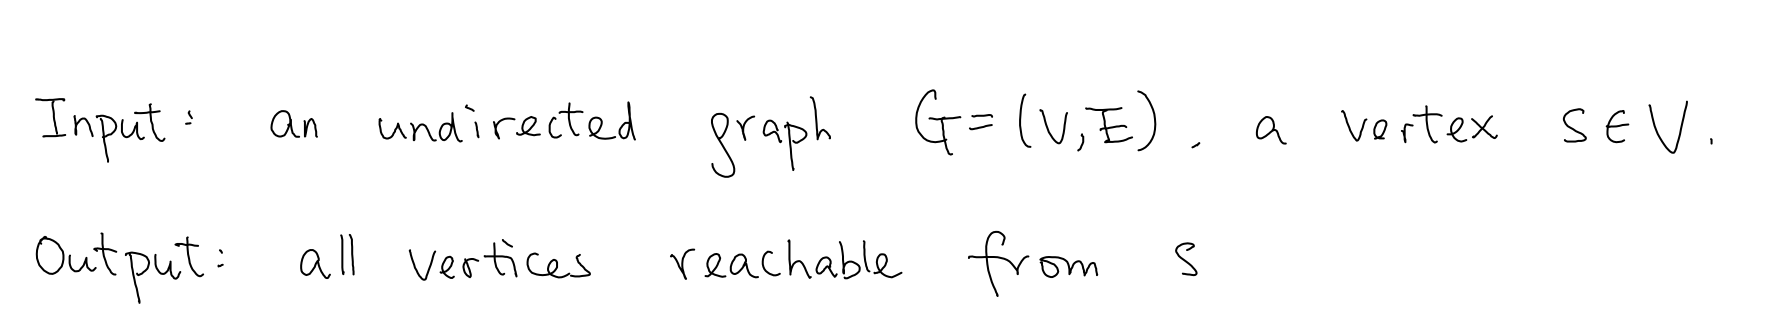 Input: an undirected graph G=(V,E), a vertex s∈V.
Output: all vertices reachable from s